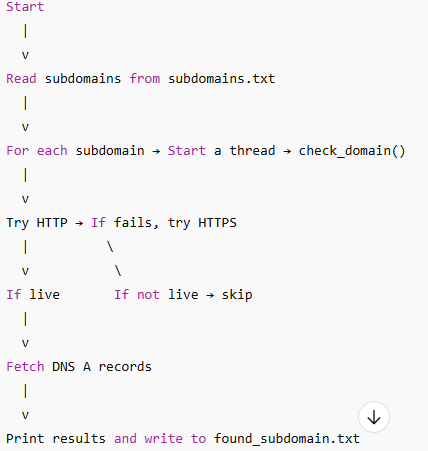 Start
|
v
Read subdomains from subdomains.txt
|
v
For each subdomain → Start a thread → check_domain()
|
v
Try HTTP → If fails, try HTTPS
| \
v \
If live If not live → skip
|
v
Fetch DNS A records
|
v
Print results and write to found_subdomain.txt